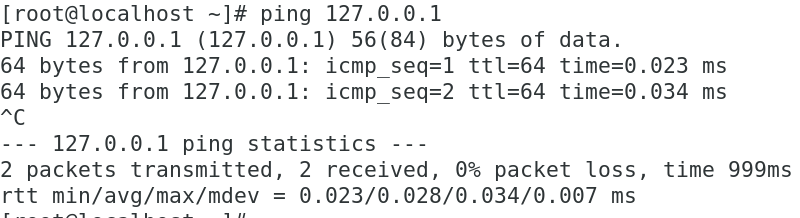 [root@localhost ~]# ping 127.0.0.1
PING 127.0.0.1 (127.0.0.1) 56(84) bytes of data.
64 bytes from 127.0.0.1: icmp_seq=1 ttl=64 time=0.023 ms
64 bytes from 127.0.0.1: icmp_seq=2 ttl=64 time=0.034 ms
^C
--- 127.0.0.1 ping statistics ---
2 packets transmitted, 2 received, 0% packet loss, time 999ms
rtt min/avg/max/mdev = 0.023/0.028/0.034/0.007 ms
[root@localhost ~]#